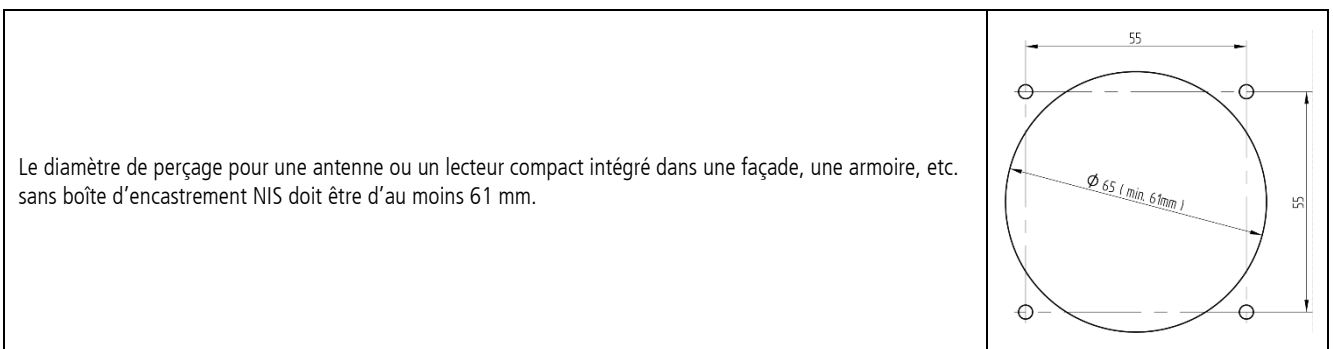 Le diamètre de perçage pour une antenne ou un lecteur compact intégré dans une façade, une armoire, etc.
sans boîte d’encastrement NIS doit être d’au moins 61 mm.
55
Ø 65 ( min. 61mm )
55